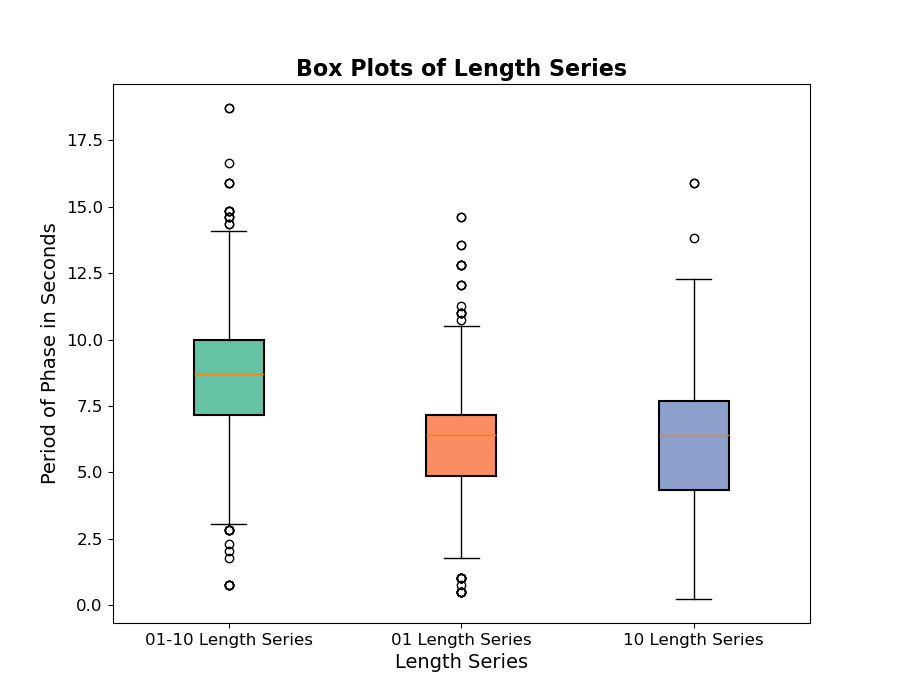 Box Plots of Length Series
Period of Phase in Seconds
17.5
15.0
12.5
10.0
7.5
5.0
2.5
0.0
01-10 Length Series
01 Length Series
10 Length Series
Length Series